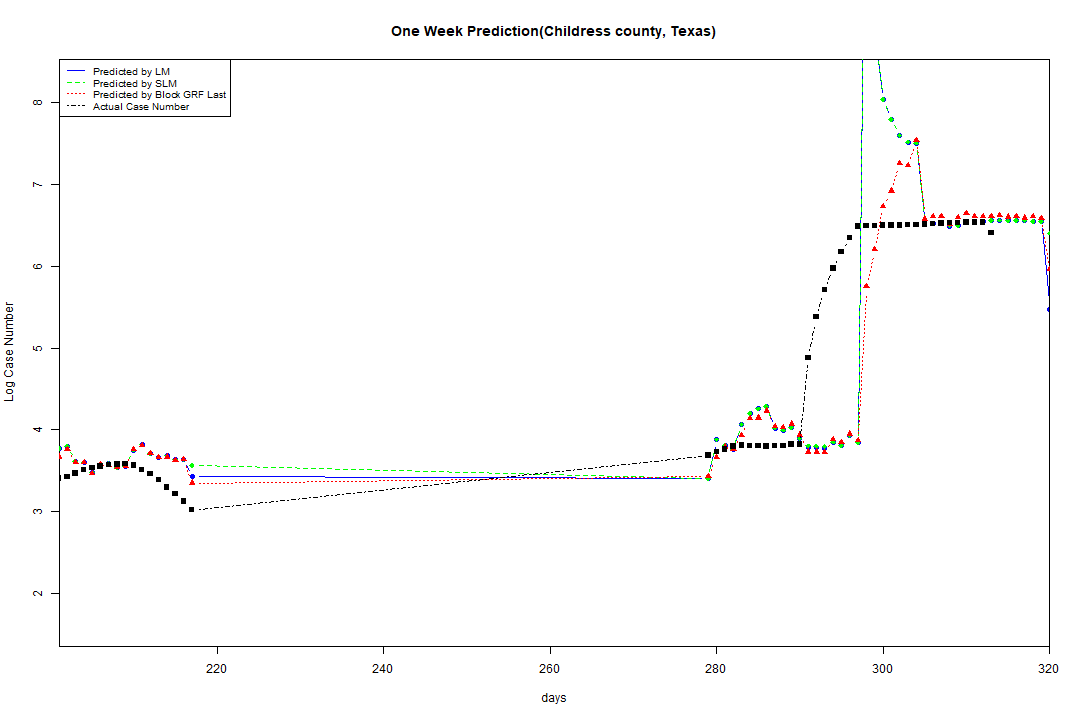 One Week Prediction(Childress county, Texas)
Predicted by LM
Predicted by SLM
Predicted by Block GRF Last
Actual Case Number
8
7
6
5
4
3
2
Log Case Number
220 240 260 280 300 320
days